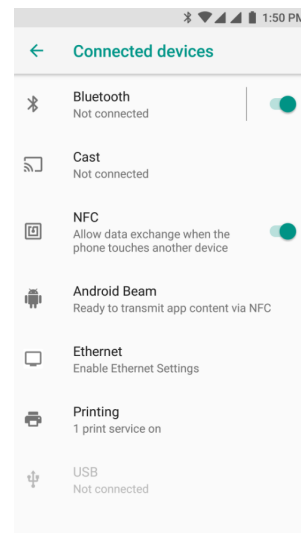 1:50 PM
Connected devices
Bluetooth
Not connected
Cast
Not connected
NFC
Allow data exchange when the
phone touches another device
Android Beam
Ready to transmit app content via NFC
Ethernet
Enable Ethernet Settings
Printing
1 print service on
USB
Not connected